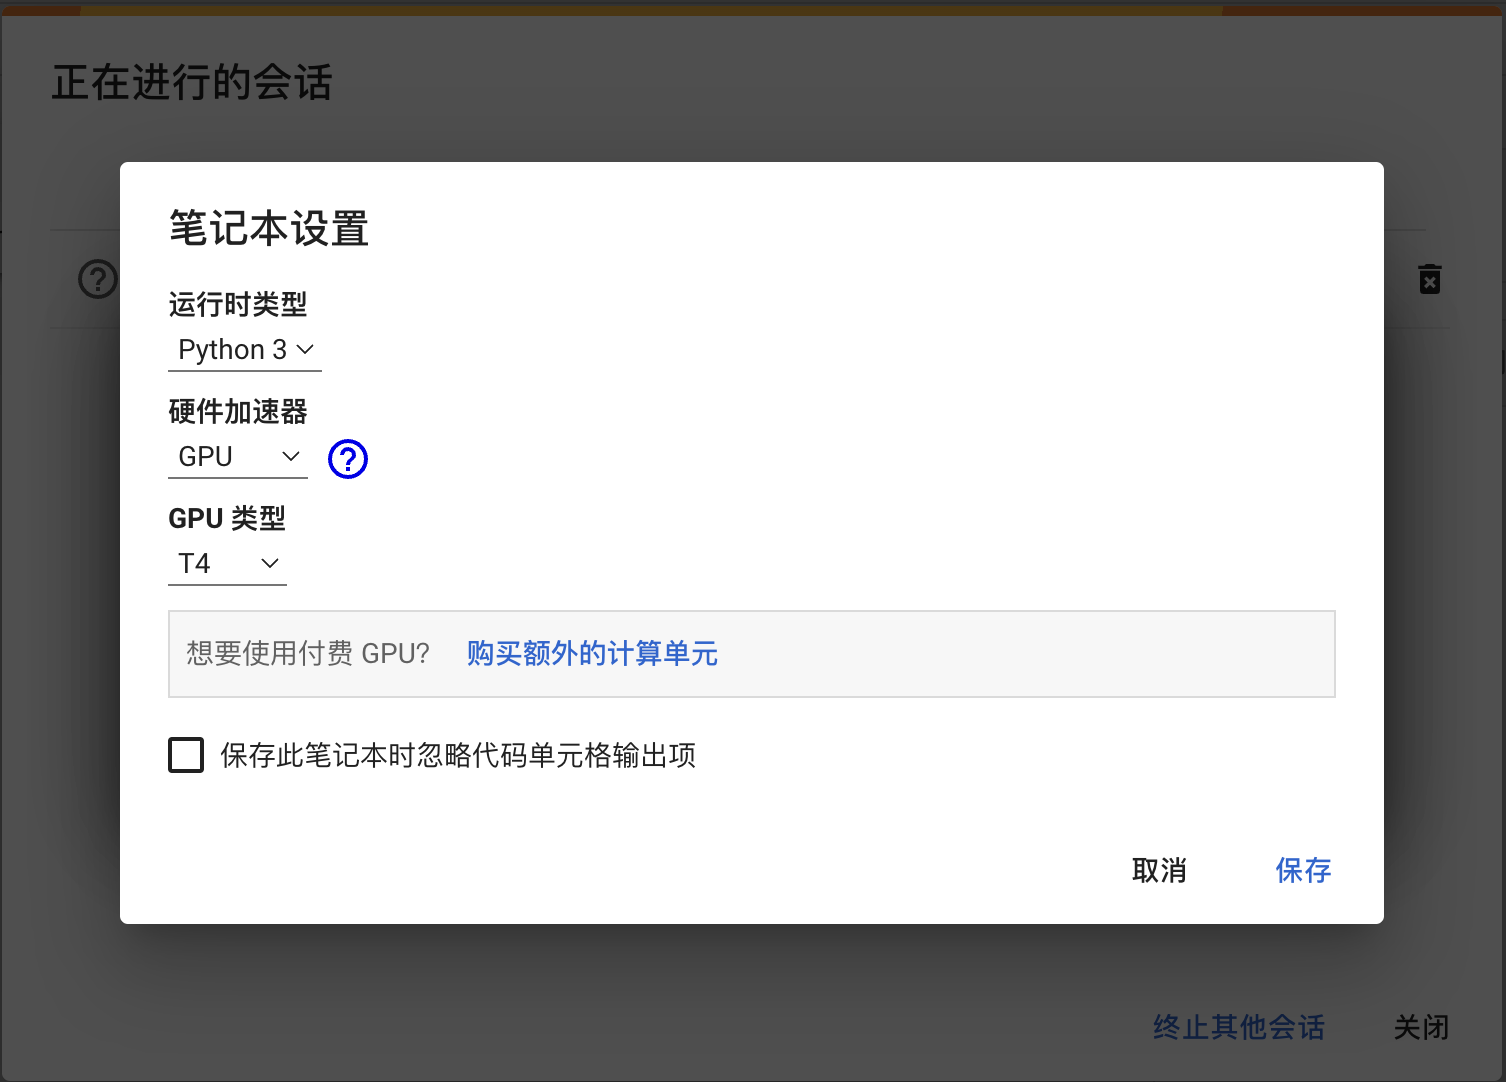 正在进行的会话
笔记本设置
运行时类型
Python 3
硬件加速器
GPU
GPU 类型
T4
想要使用付费 GPU? 购买额外的计算单元
保存此笔记本时忽略代码单元格输出项
取消 保存
终止其他会话 关闭